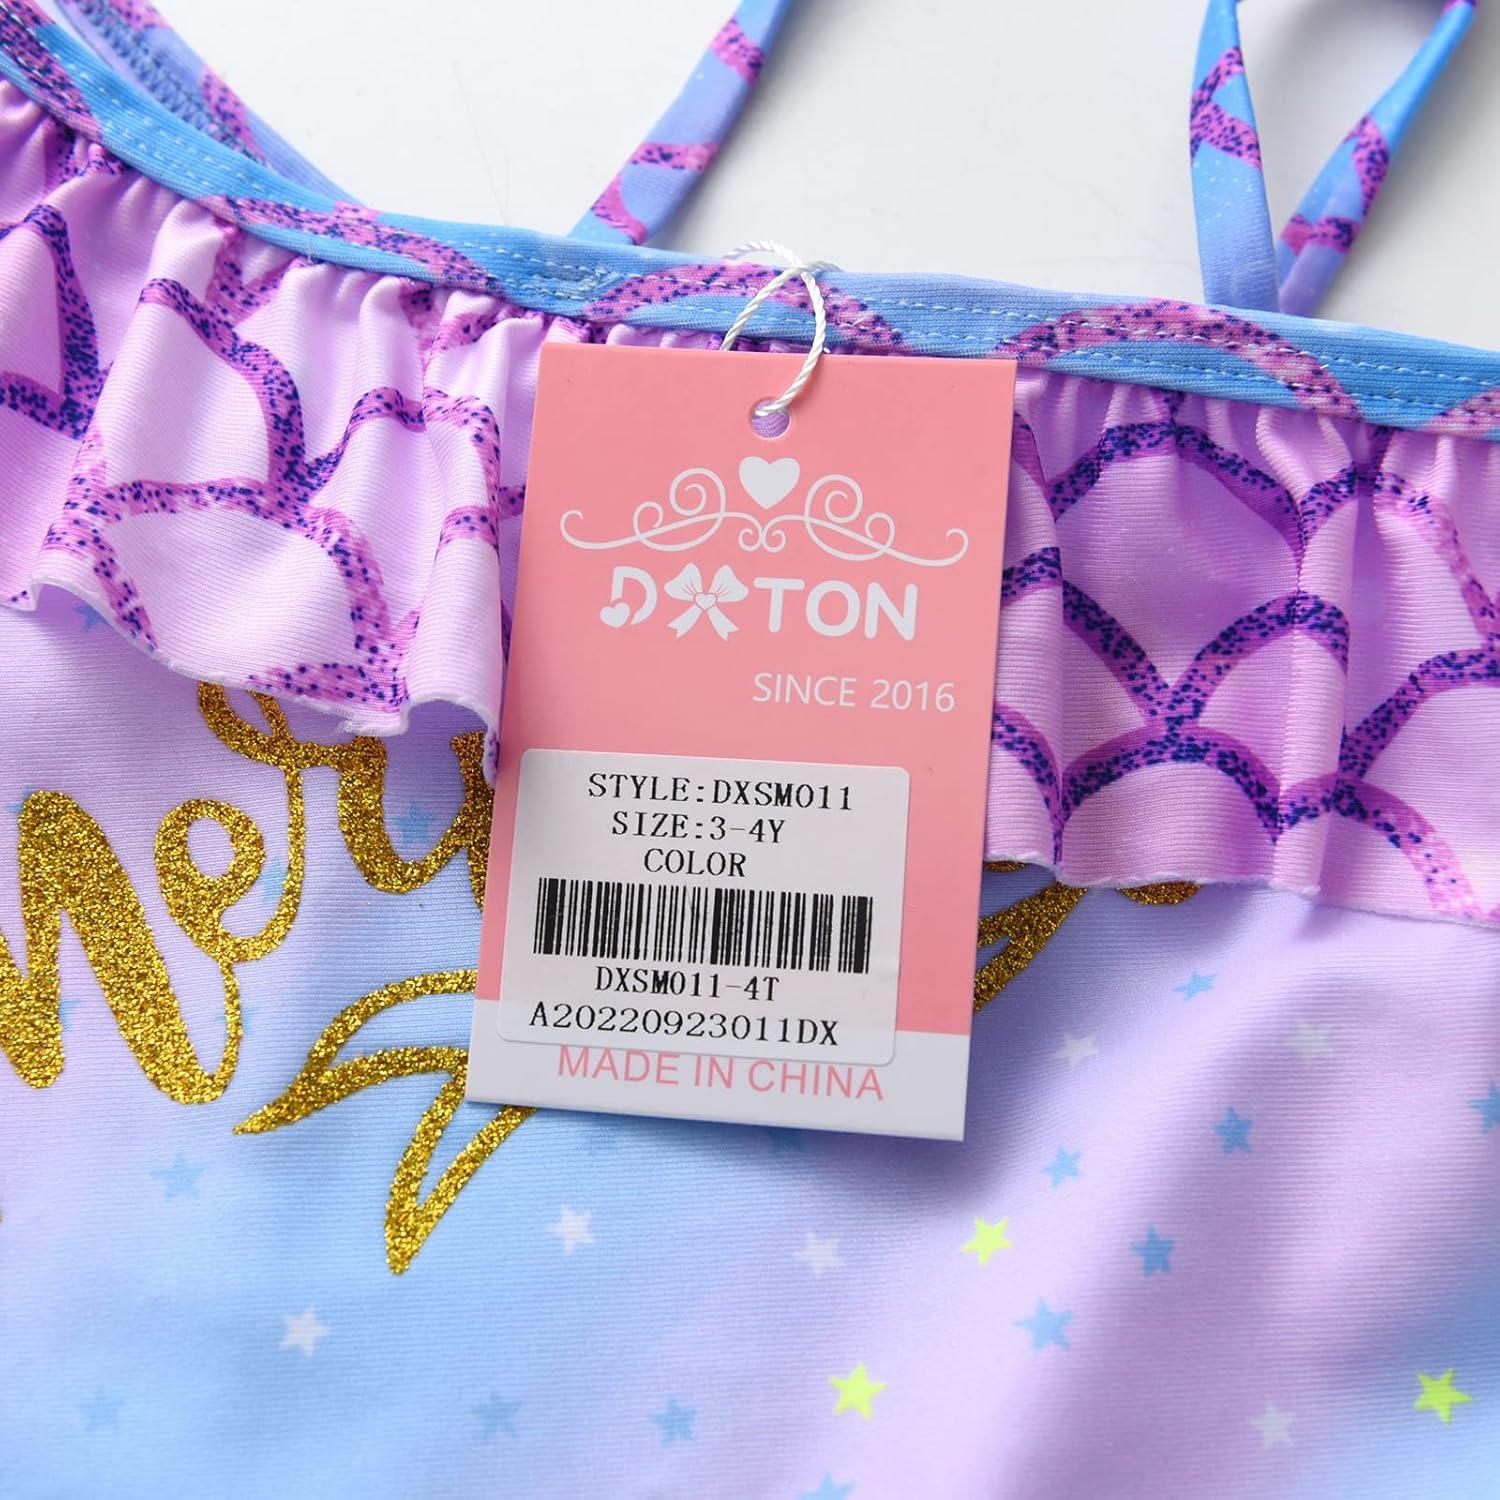 DXTON
SINCE 2016
STYLE:DXSM011
SIZE:3-4Y
COLOR
DXSM011-4T
A20220923011DX
MADE IN CHINA